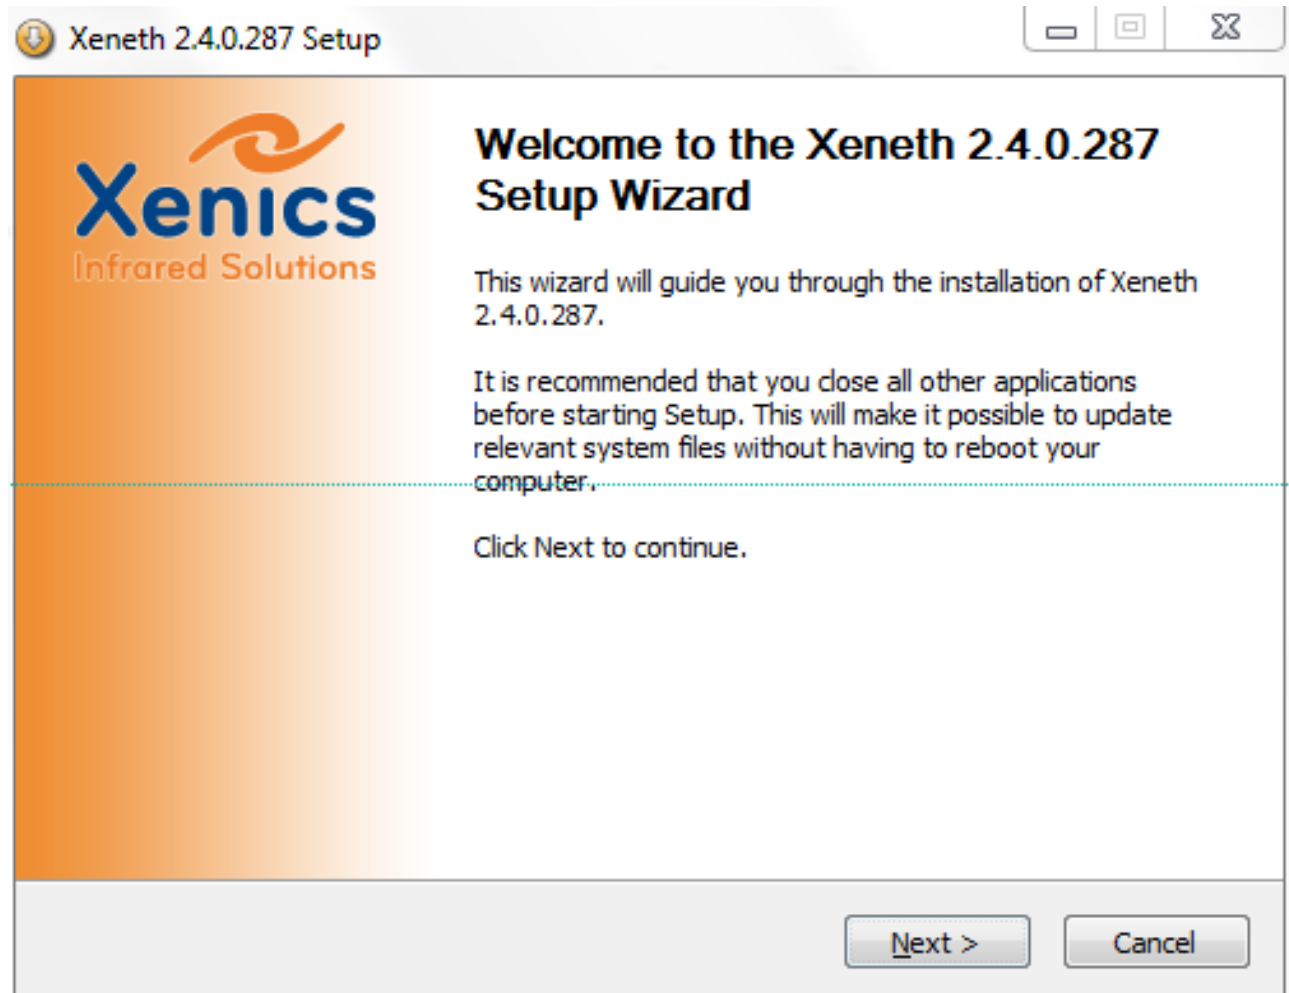 Xeneth 2.4.0.287 Setup
Xenics
Infrared Solutions
Welcome to the Xeneth 2.4.0.287
Setup Wizard
This wizard will guide you through the installation of Xeneth
2.4.0.287.
It is recommended that you close all other applications
before starting Setup. This will make it possible to update
relevant system files without having to reboot your
computer.
Click Next to continue.
Next >
Cancel